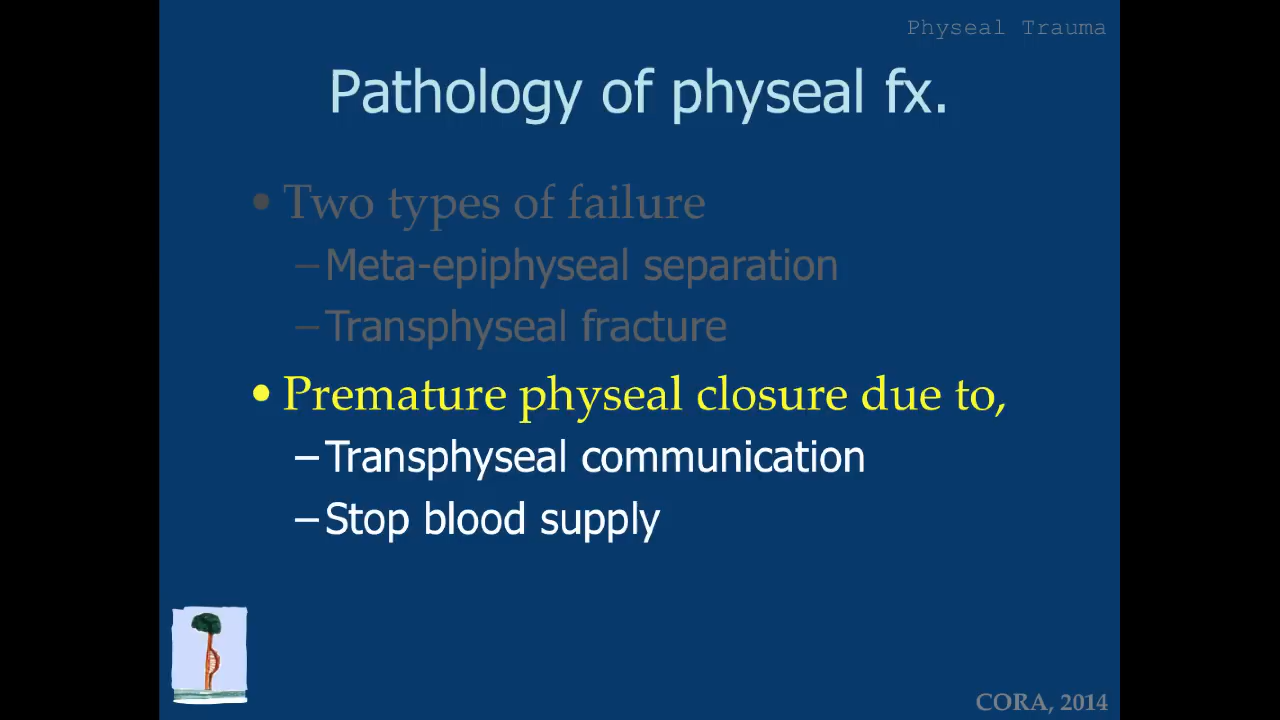 Physeal Trauma
Pathology of physeal fx.
• Two types of failure
– Meta-epiphyseal separation
– Transphyseal fracture
• Premature physeal closure due to,
– Transphyseal communication
– Stop blood supply
CORA, 2014